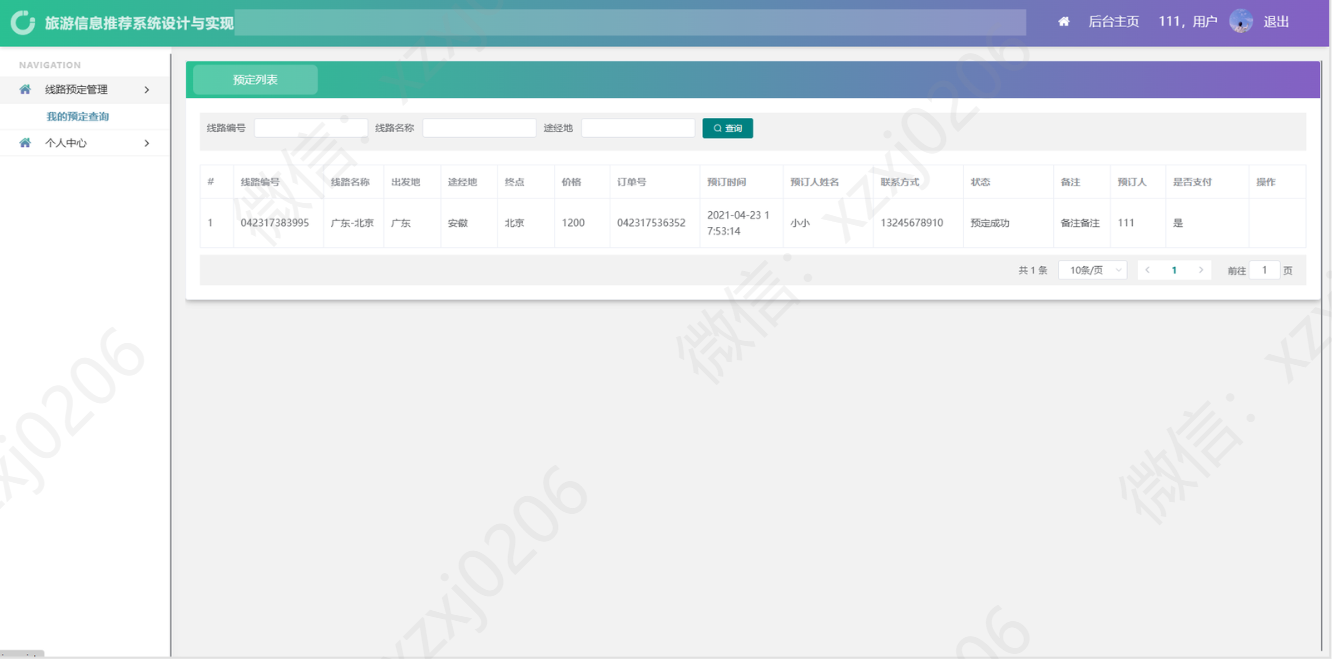 旅游信息推荐系统设计与实现
后台主页 111，用户 退出
NAVIGATION
线路预定管理
我的预定查询
个人中心
预定列表
线路编号 线路名称 途经地 查询
# 线路编号 线路名称 出发地 途经地 终点 价格 订单号 预订时间 预订人姓名 联系方式 状态 备注 预订人 是否支付 操作
1 042317383995 广东-北京 广东 安徽 北京 1200 042317536352 2021-04-23 1 小小 13245678910 预定成功 备注备注 111 是
7:53:14
共 1 条 10条/页 1 前往 1 页
微信：xzxj0206
微信：xzxj0206
微信：xzxj0206
xzxj0206
xzxj0206
06